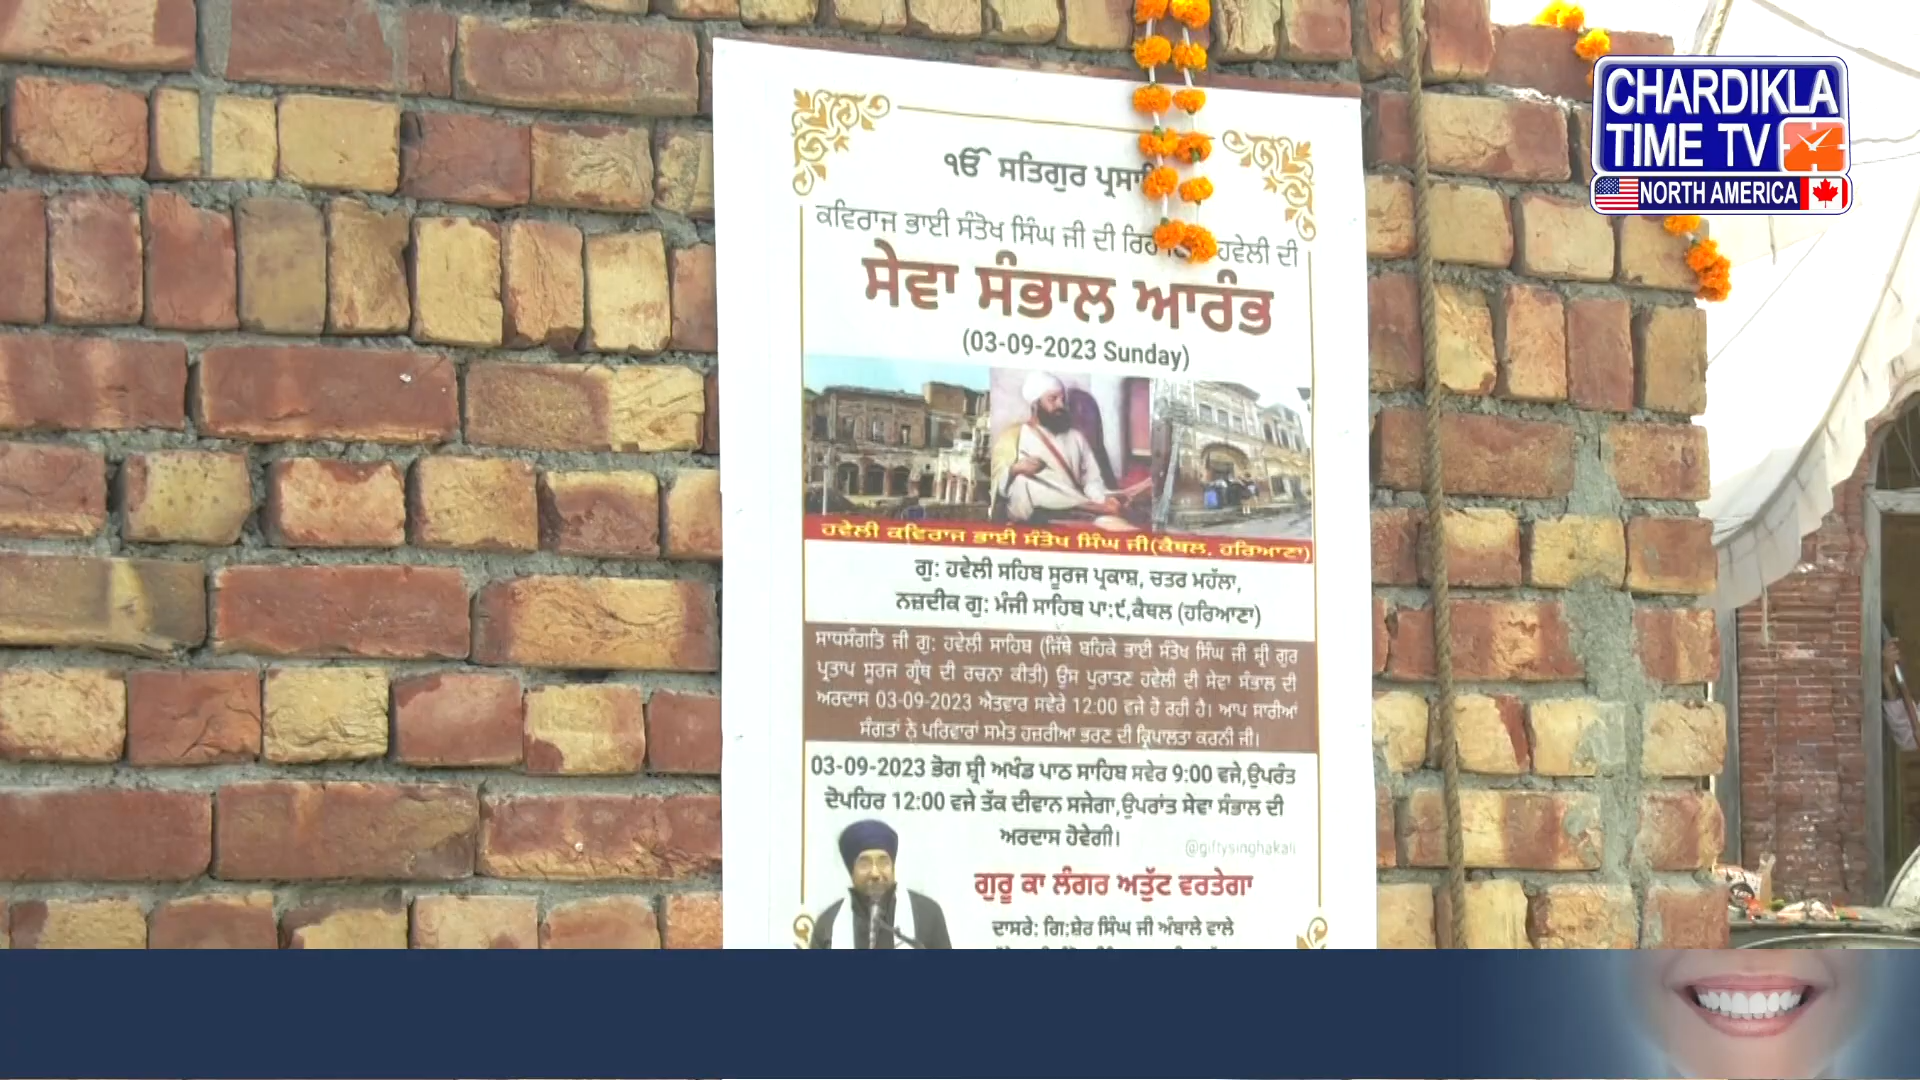 CHARDIKLA
TIME TV
NORTH AMERICA
ੴ ਸਤਿਗੁਰ
ਕਵਿਰਾਜ ਭਾਈ ਸੰਤੋਖ ਸਿੰਘ ਜੀ ਦੀ ਹਵੇਲੀ ਦੀ
ਸੇਵਾ ਸੰਭਾਲ ਆਰੰਭ
(03-09-2023 Sunday)
ਹਵੇਲੀ ਕਵਿਰਾਜ ਭਾਈ ਸੰਤੋਖ ਸਿੰਘ ਜੀ(ਕੈਥਲ, ਹਰਿਆਣਾ)
ਗੁ: ਹਵੇਲੀ ਸਹਿਬ ਸੂਰਜ ਪ੍ਰਕਾਸ਼, ਚਤਰ ਮਹੱਲਾ,
ਨਜ਼ਦੀਕ ਗੁ: ਮੰਜੀ ਸਾਹਿਬ ਪਾ:੯,ਕੈਥਲ (ਹਰਿਆਣਾ)
ਸਾਧਸੰਗਤਿ ਜੀ ਗੁ: ਹਵੇਲੀ ਸਾਹਿਬ (ਜਿੱਥੇ ਬਹਿਕੇ ਭਾਈ ਸੰਤੋਖ ਸਿੰਘ ਜੀ ਸ੍ਰੀ ਗੁਰ
ਪ੍ਰਤਾਪ ਸੂਰਜ ਗ੍ਰੰਥ ਦੀ ਰਚਨਾ ਕੀਤੀ) ਉਸ ਪੁਰਾਤਣ ਹਵੇਲੀ ਦੀ ਸੇਵਾ ਸੰਭਾਲ ਦੀ
ਅਰਦਾਸ 03-09-2023 ਐਤਵਾਰ ਸਵੇਰੇ 12:00 ਵਜੇ ਹੋ ਰਹੀ ਹੈ। ਆਪ ਸਾਰੀਆਂ
ਸੰਗਤਾਂ ਨੇ ਪਰਿਵਾਰਾਂ ਸਮੇਤ ਹਜ਼ਰੀਆ ਭਰਣ ਦੀ ਕ੍ਰਿਪਾਲਤਾ ਕਰਨੀ ਜੀ।
03-09-2023 ਭੋਗ ਸ਼੍ਰੀ ਅਖੰਡ ਪਾਠ ਸਾਹਿਬ ਸਵੇਰ 9:00 ਵਜੇ,ਉਪਰੰਤ
ਦੋਪਹਿਰ 12:00 ਵਜੇ ਤੱਕ ਦੀਵਾਨ ਸਜੇਗਾ,ਉਪਰਾਂਤ ਸੇਵਾ ਸੰਭਾਲ ਦੀ
ਅਰਦਾਸ ਹੋਵੇਗੀ।
@giftysinghakali
ਗੁਰੂ ਕਾ ਲੰਗਰ ਅਤੁੱਟ ਵਰਤੇਗਾ
ਦਾਸਰੇ: ਗਿ:ਸ਼ੇਰ ਸਿੰਘ ਜੀ ਅੰਬਾਲੇ ਵਾਲੇ